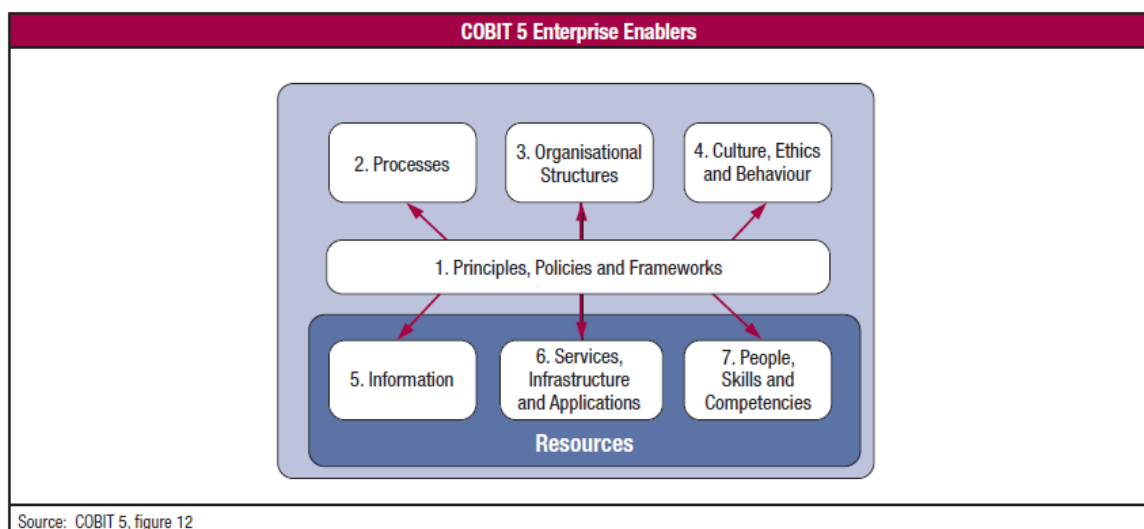 COBIT 5 Enterprise Enablers
2. Processes
3. Organisational
Structures
4. Culture, Ethics
and Behaviour
1. Principles, Policies and Frameworks
5. Information
6. Services,
Infrastructure
and Applications
7. People,
Skills and
Competencies
Resources
Source: COBIT 5, figure 12